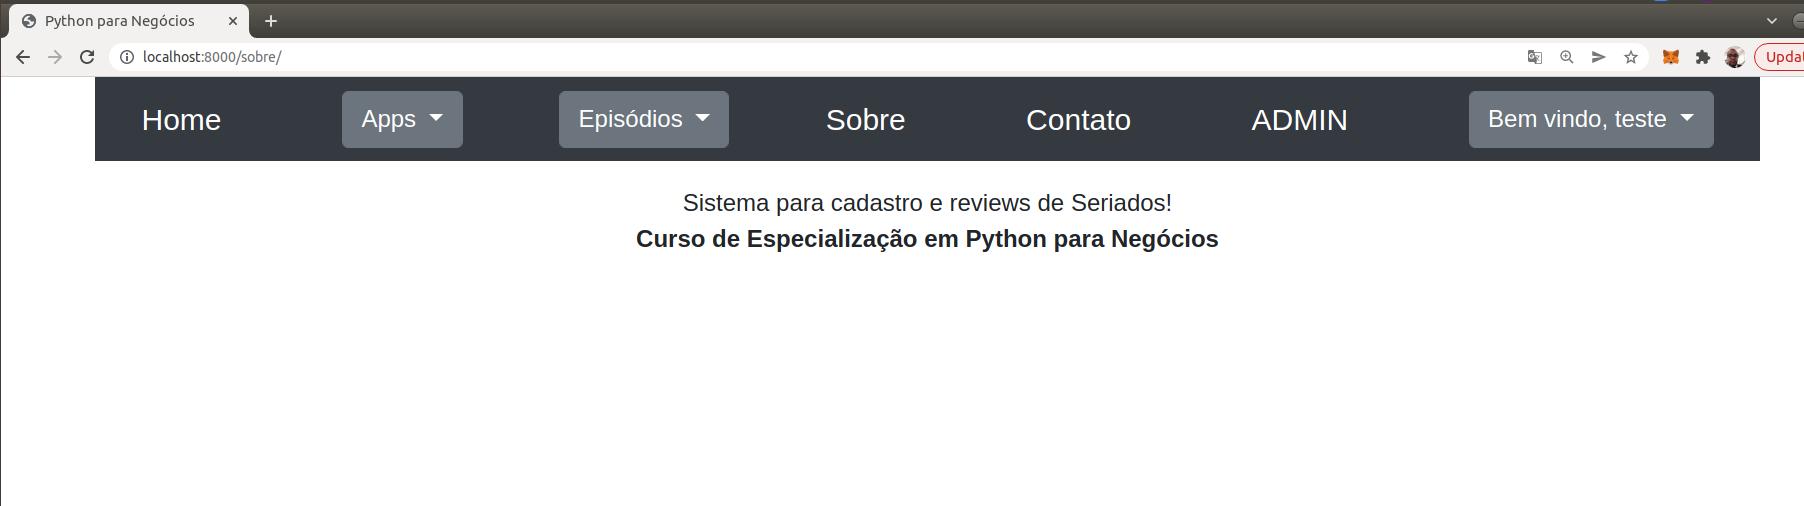 Python para Negócios
localhost:8000/sobre/
Home Apps Episódios Sobre Contato ADMIN Bem vindo, teste
Sistema para cadastro e reviews de Seriados!
Curso de Especialização em Python para Negócios